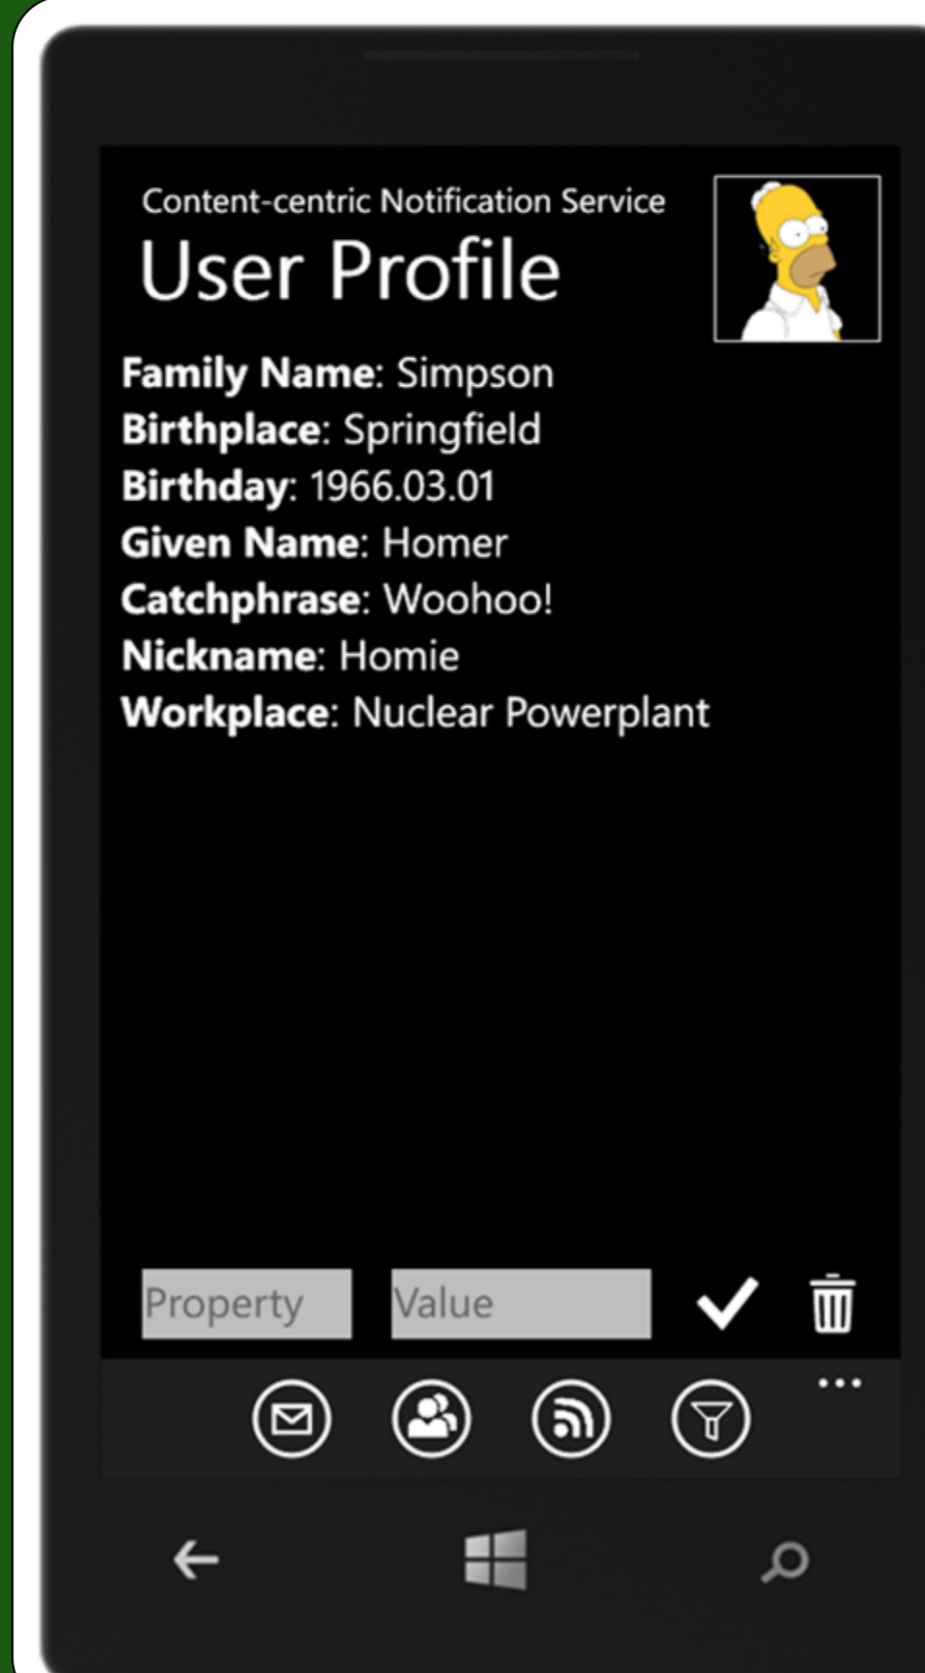 Content-centric Notification Service
User Profile
Family Name: Simpson
Birthplace: Springfield
Birthday: 1966.03.01
Given Name: Homer
Catchphrase: Woohoo!
Nickname: Homie
Workplace: Nuclear Powerplant
Property Value